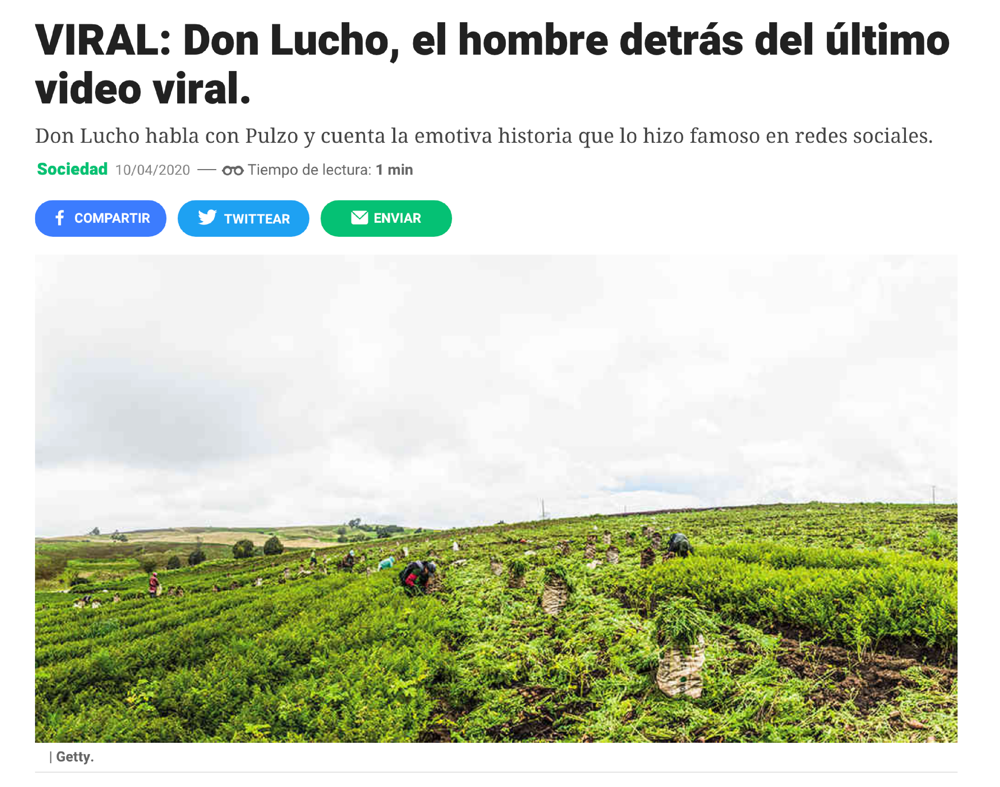 VIRAL: Don Lucho, el hombre detrás del último
video viral.
Don Lucho habla con Pulzo y cuenta la emotiva historia que lo hizo famoso en redes sociales.
Sociedad 10/04/2020 — Tiempo de lectura: 1 min
COMPARTIR TWITTEAR ENVIAR
| Getty.